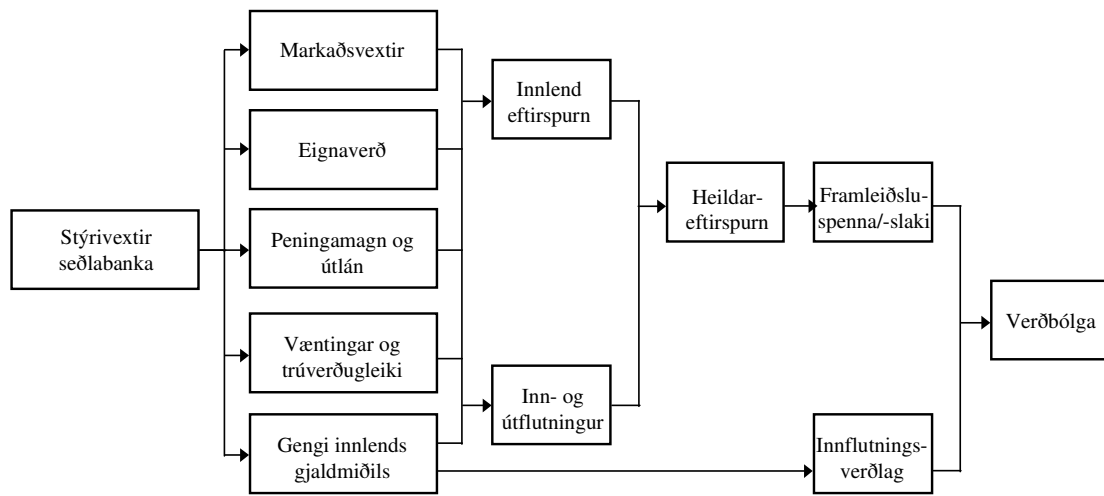 Markaðsvextir
Innlend
eftirspurn
Eignaverð
Heildar-
eftirspurn
Framleiðslu-
spenna/-slaki
Stýrivextir
seðlabanka
Peningamagn og
útlán
Verðbólga
Væntingar og
trúverðugleiki
Inn- og
útflutningur
Gengi innlends
gjaldmiðils
Innflutnings-
verðlag